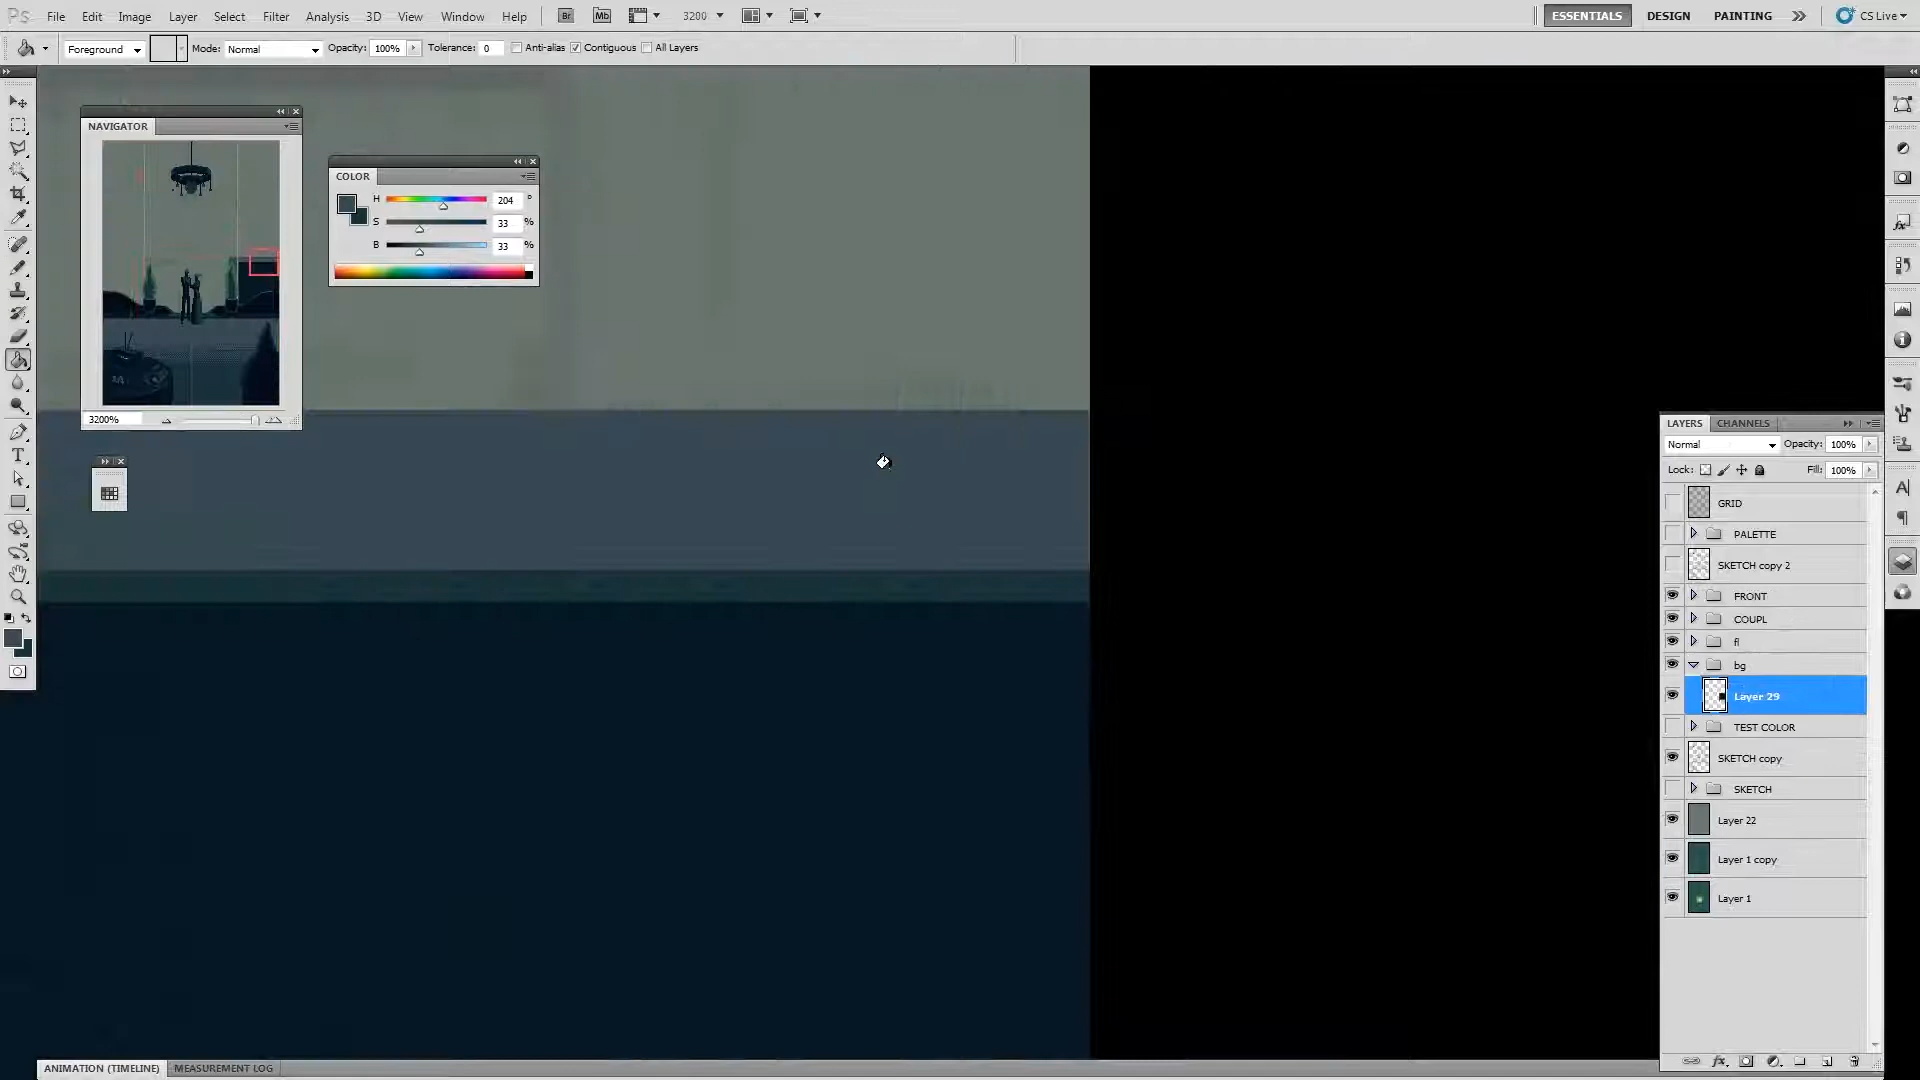 Ps File Edit Image Layer Select Filter Analysis 3D View Window Help Br Mb 3200 ESSENTIALS DESIGN PAINTING CS Live
Foreground Mode: Normal Opacity: 100% Tolerance: 0 Anti-alias Contiguous All Layers
NAVIGATOR
3200%
COLOR
H 204 °
S 33 %
B 33 %
LAYERS CHANNELS
Normal Opacity: 100%
Lock: Fill: 100%
GRID
PALETTE
SKETCH copy 2
FRONT
COUPL
fl
bg
Layer 29
TEST COLOR
SKETCH copy
SKETCH
Layer 22
Layer 1 copy
Layer 1
ANIMATION (TIMELINE) MEASUREMENT LOG